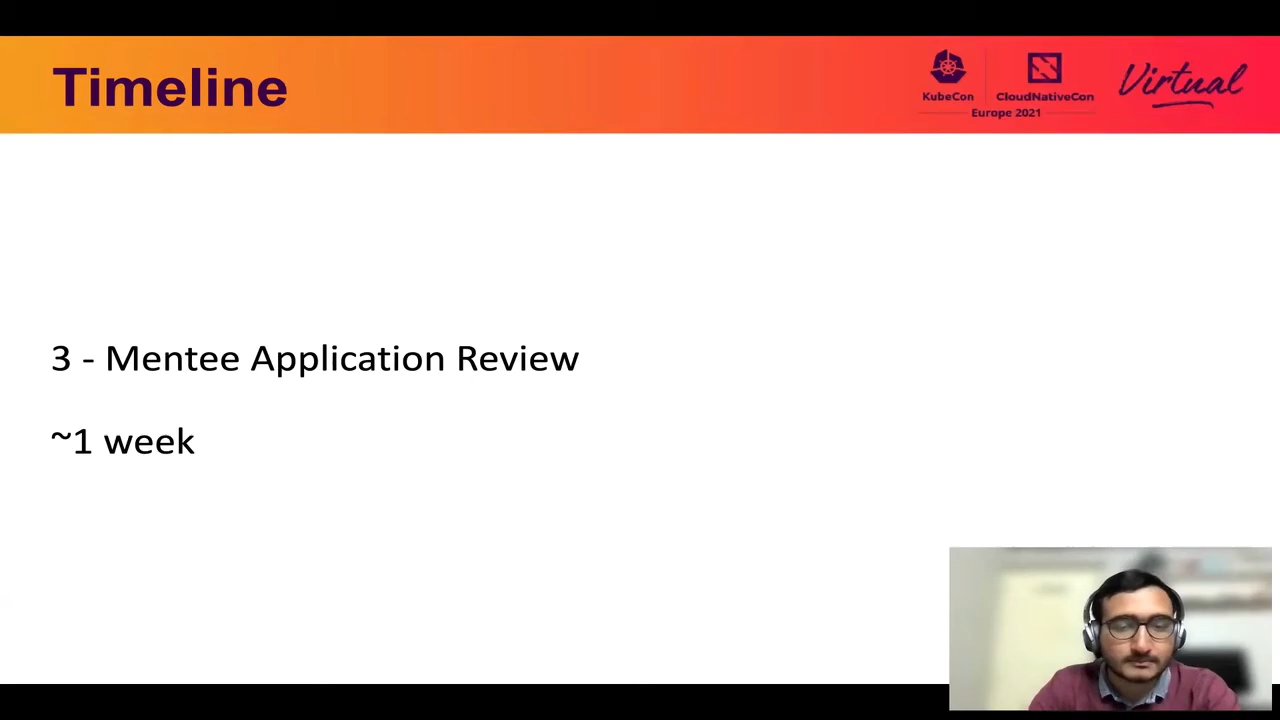 Timeline
KubeCon
CloudNativeCon
Europe 2021
Virtual
3 - Mentee Application Review
~1 week